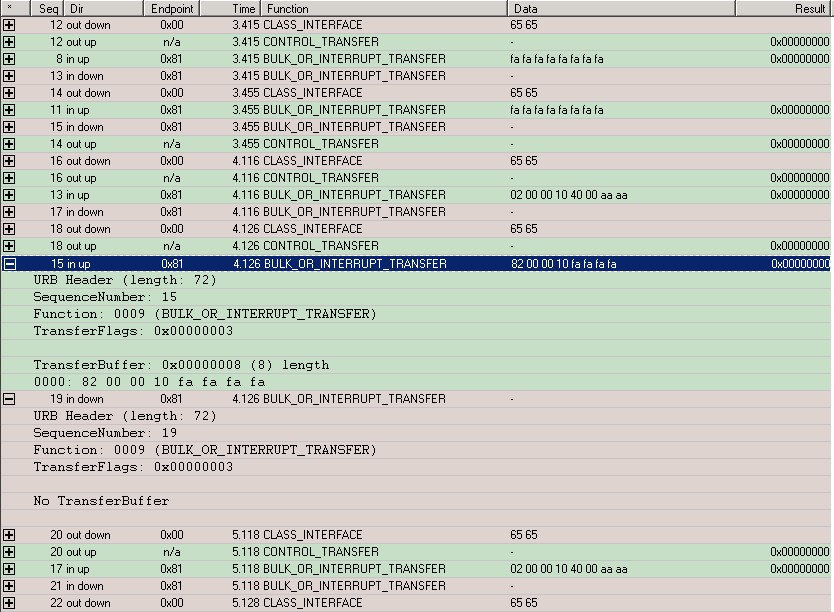 * Seq Dir Endpoint Time Function Data Result
12 out down 0x00 3.415 CLASS_INTERFACE 65 65
12 out up n/a 3.415 CONTROL_TRANSFER - 0x00000000
8 in up 0x81 3.415 BULK_OR_INTERRUPT_TRANSFER fa fa fa fa fa fa fa fa 0x00000000
13 in down 0x81 3.415 BULK_OR_INTERRUPT_TRANSFER -
14 out down 0x00 3.455 CLASS_INTERFACE 65 65
11 in up 0x81 3.455 BULK_OR_INTERRUPT_TRANSFER fa fa fa fa fa fa fa fa 0x00000000
15 in down 0x81 3.455 BULK_OR_INTERRUPT_TRANSFER -
14 out up n/a 3.455 CONTROL_TRANSFER - 0x00000000
16 out down 0x00 4.116 CLASS_INTERFACE 65 65
16 out up n/a 4.116 CONTROL_TRANSFER - 0x00000000
13 in up 0x81 4.116 BULK_OR_INTERRUPT_TRANSFER 02 00 00 10 40 00 aa aa 0x00000000
17 in down 0x81 4.116 BULK_OR_INTERRUPT_TRANSFER -
18 out down 0x00 4.126 CLASS_INTERFACE 65 65
18 out up n/a 4.126 CONTROL_TRANSFER - 0x00000000
15 in up 0x81 4.126 BULK_OR_INTERRUPT_TRANSFER 82 00 00 10 fa fa fa fa 0x00000000
URB Header (length: 72)
SequenceNumber: 15
Function: 0009 (BULK_OR_INTERRUPT_TRANSFER)
TransferFlags: 0x00000003
TransferBuffer: 0x00000008 (8) length
0000: 82 00 00 10 fa fa fa fa
19 in down 0x81 4.126 BULK_OR_INTERRUPT_TRANSFER -
URB Header (length: 72)
SequenceNumber: 19
Function: 0009 (BULK_OR_INTERRUPT_TRANSFER)
TransferFlags: 0x00000003
No TransferBuffer
20 out down 0x00 5.118 CLASS_INTERFACE 65 65
20 out up n/a 5.118 CONTROL_TRANSFER - 0x00000000
17 in up 0x81 5.118 BULK_OR_INTERRUPT_TRANSFER 02 00 00 10 40 00 aa aa 0x00000000
21 in down 0x81 5.118 BULK_OR_INTERRUPT_TRANSFER -
22 out down 0x00 5.128 CLASS_INTERFACE 65 65